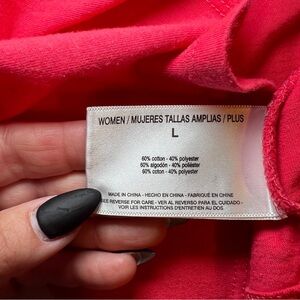 WOMEN / MUJERES TALLAS AMPLIAS / PLUS
L
60% cotton - 40% polyester
60% algodón - 40% poliéster
60% coton - 40% polyester
MADE IN CHINA - HECHO EN CHINA - FABRIQUÉ EN CHINE
SEE REVERSE FOR CARE - VER AL REVERSO PARA EL CUIDADO -
VOIR LES INSTRUCTIONS D'ENTRETIEN AU DOS.